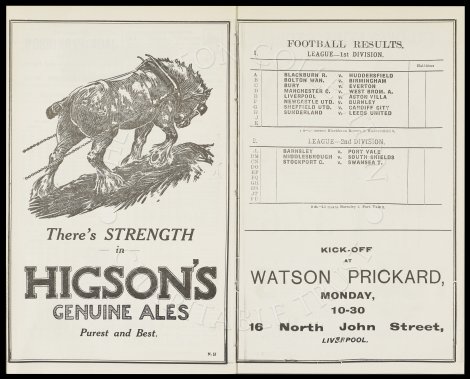 There's STRENGTH
in
HIGSON'S
GENUINE ALES
Purest and Best.
FOOTBALL RESULTS.
1.
LEAGUE—1st DIVISION.
A BLACKBURN R. v. HUDDERSFIELD
B BOLTON WAN. v. BIRMINGHAM
C BURY v. EVERTON
D MANCHESTER C. v. WEST BROM. A.
E LIVERPOOL v. ASTON VILLA
F NEWCASTLE UTD. v. BURNLEY
G SHEFFIELD UTD. v. CARDIFF CITY
H SUNDERLAND v. LEEDS UNITED
J
K
2.
LEAGUE—2nd DIVISION.
BARNSLEY v. PORT VALE
MIDDLESBROUGH v. SOUTH SHIELDS
STOCKPORT C. v. SWANSEA T.
KICK-OFF
AT
WATSON PRICKARD,
MONDAY,
10-30
16 North John Street,
LIVERPOOL.